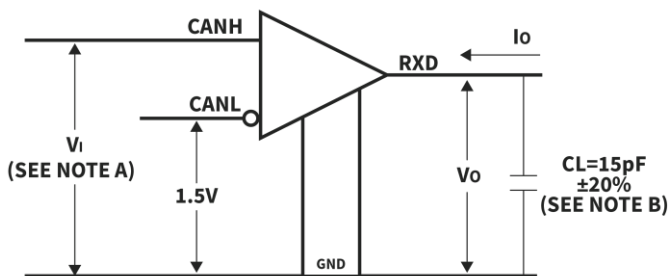 CANH
IO
RXD
CANL
VI
(SEE NOTE A)
1.5V
VO
CL=15pF
±20%
(SEE NOTE B)
GND